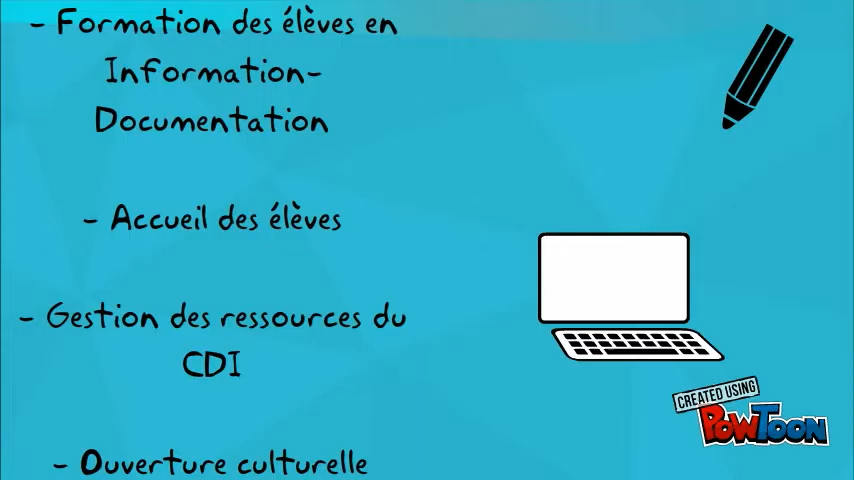 - Formation des élèves en
Information-
Documentation
- Accueil des élèves
- Gestion des ressources du
CDI
- Ouverture culturelle
CREATED USING
POWTOON